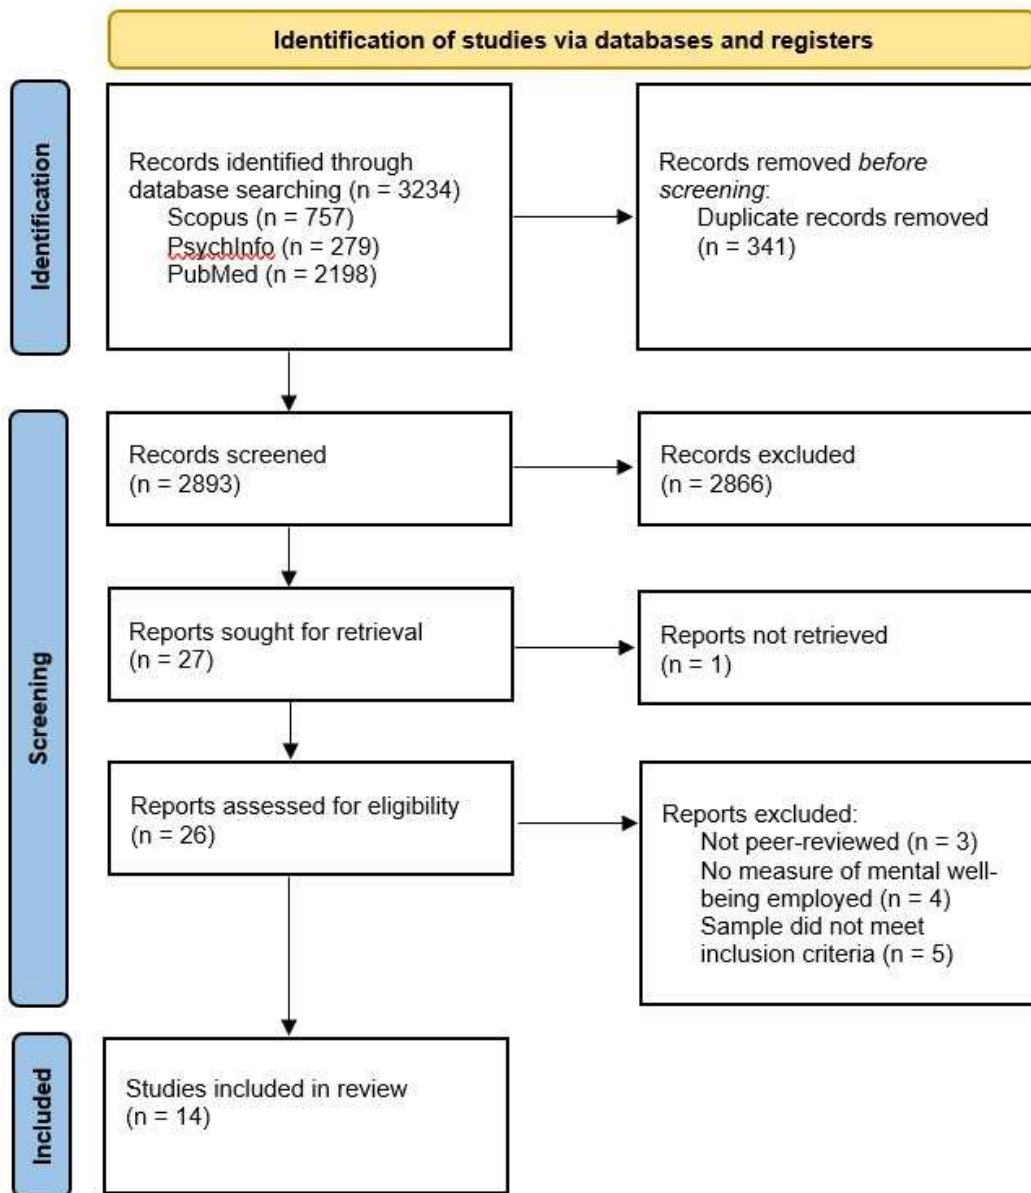 Identification of studies via databases and registers
Identification
Records identified through
database searching (n = 3234)
Scopus (n = 757)
PsychInfo (n = 279)
PubMed (n = 2198)
Records removed before
screening:
Duplicate records removed
(n = 341)
Screening
Records screened
(n = 2893)
Records excluded
(n = 2866)
Reports sought for retrieval
(n = 27)
Reports not retrieved
(n = 1)
Reports assessed for eligibility
(n = 26)
Reports excluded:
Not peer-reviewed (n = 3)
No measure of mental well-
being employed (n = 4)
Sample did not meet
inclusion criteria (n = 5)
Included
Studies included in review
(n = 14)